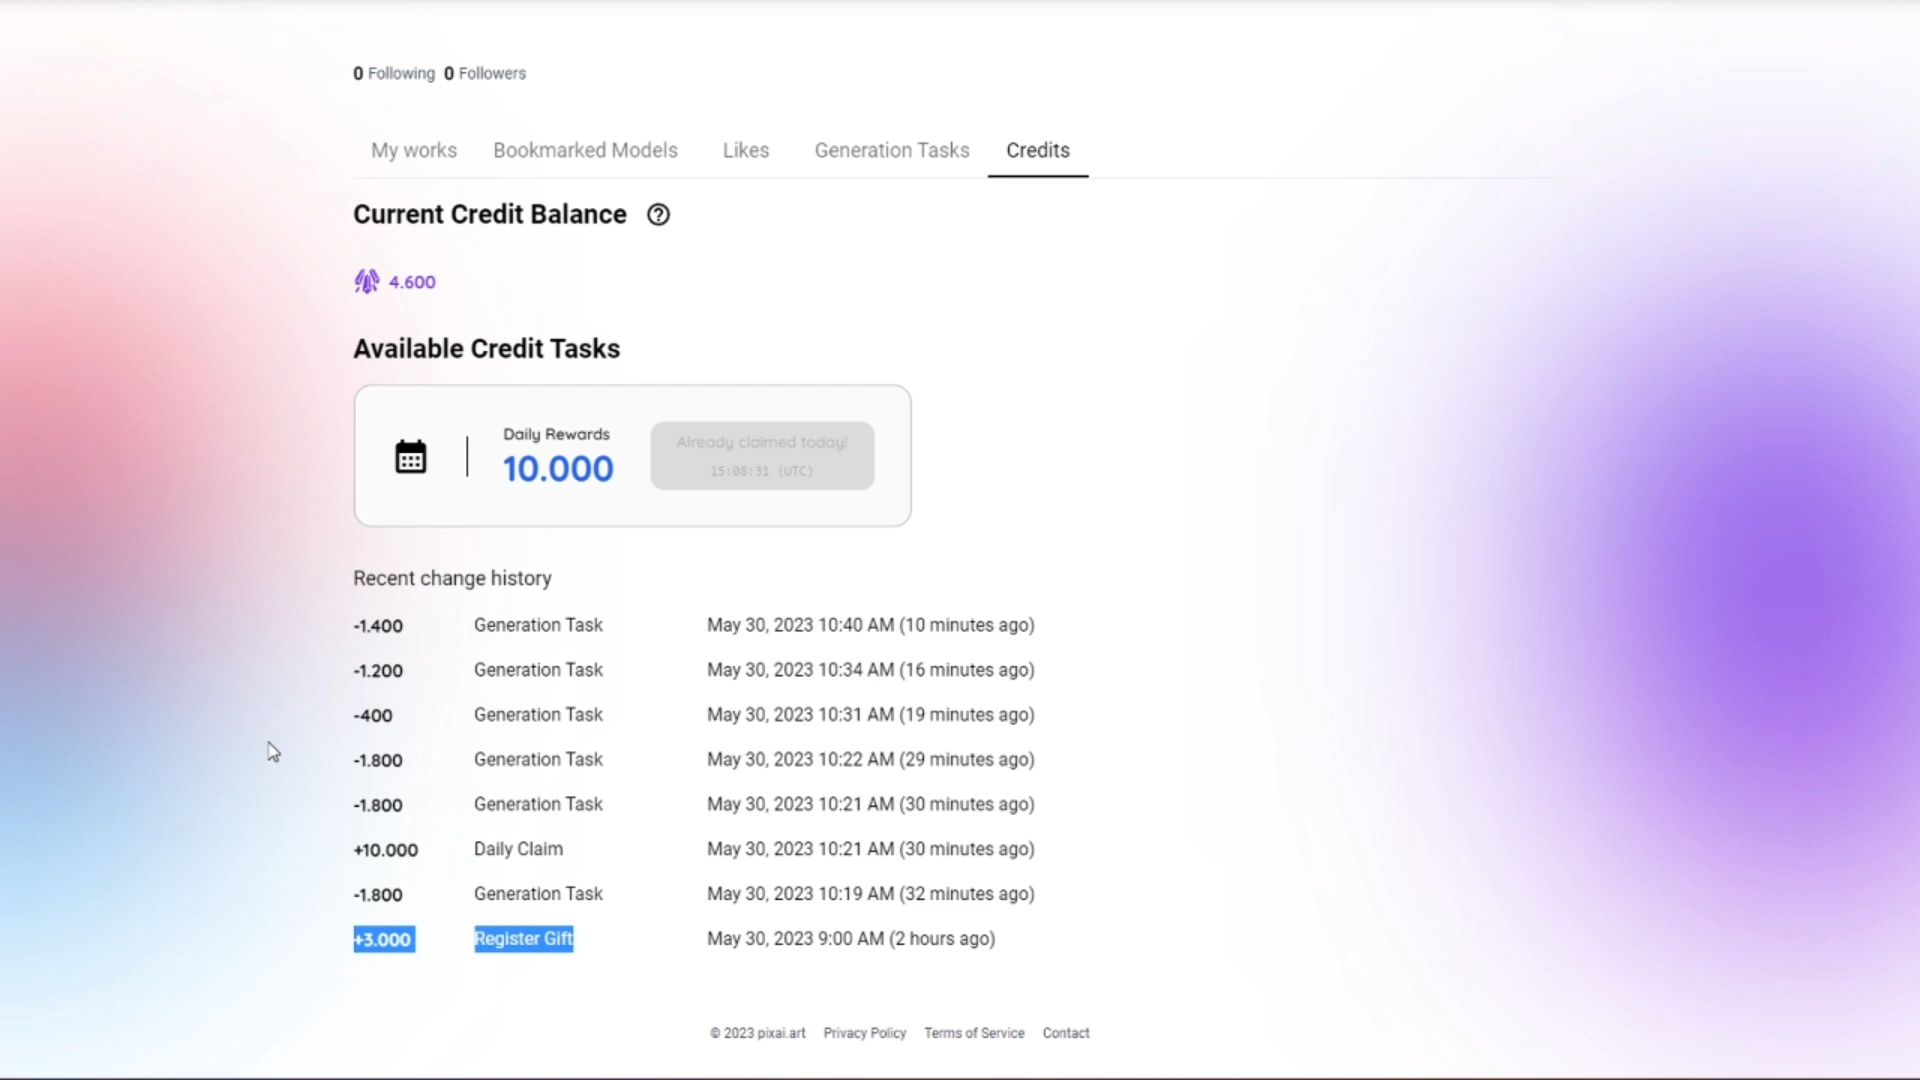 0 Following 0 Followers
My works Bookmarked Models Likes Generation Tasks Credits
Current Credit Balance
4.600
Available Credit Tasks
Daily Rewards
10.000
Already claimed today!
15:08:31 (UTC)
Recent change history
-1.400 Generation Task May 30, 2023 10:40 AM (10 minutes ago)
-1.200 Generation Task May 30, 2023 10:34 AM (16 minutes ago)
-400 Generation Task May 30, 2023 10:31 AM (19 minutes ago)
-1.800 Generation Task May 30, 2023 10:22 AM (29 minutes ago)
-1.800 Generation Task May 30, 2023 10:21 AM (30 minutes ago)
+10.000 Daily Claim May 30, 2023 10:21 AM (30 minutes ago)
-1.800 Generation Task May 30, 2023 10:19 AM (32 minutes ago)
+3.000 Register Gift May 30, 2023 9:00 AM (2 hours ago)
© 2023 pixai.art Privacy Policy Terms of Service Contact